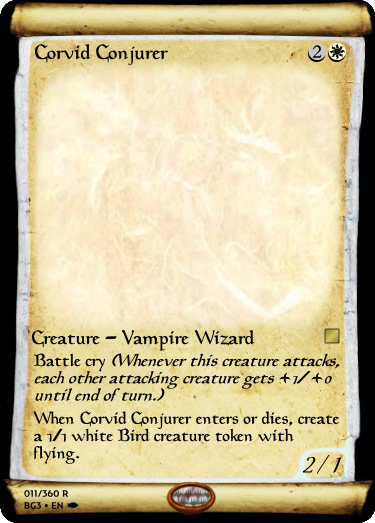 Corvid Conjurer 2
Creature – Vampire Wizard
Battle cry (Whenever this creature attacks,
each other attacking creature gets +1/+0
until end of turn.)
When Corvid Conjurer enters or dies, create
a 1/1 white Bird creature token with
flying.
2/1
011/360 R
BG3 • EN